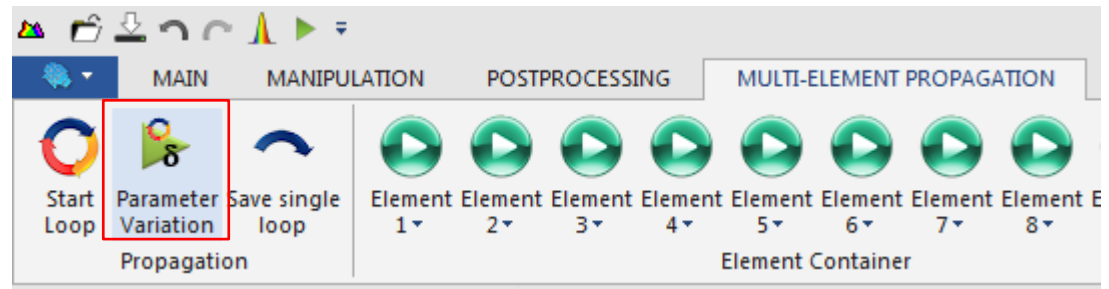 MAIN MANIPULATION POSTPROCESSING MULTI-ELEMENT PROPAGATION
δ
Start Parameter Save single Element Element Element Element Element Element Element Element E
Loop Variation loop 1 2 3 4 5 6 7 8
Propagation Element Container